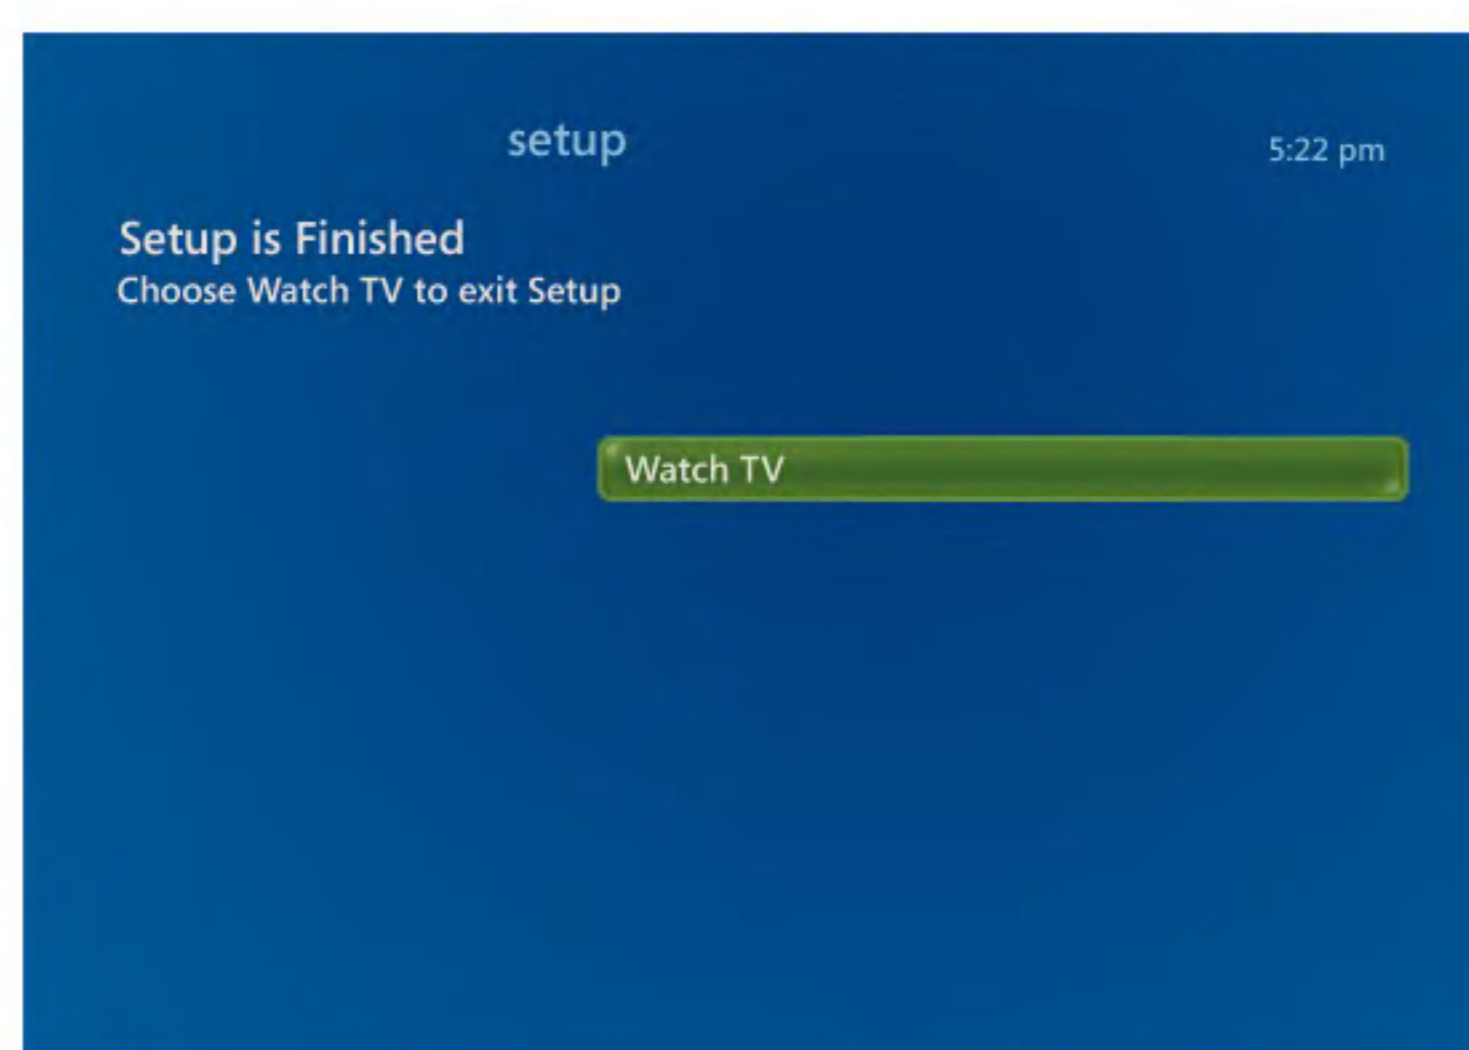 setup
5:22 pm
Setup is Finished
Choose Watch TV to exit Setup
Watch TV